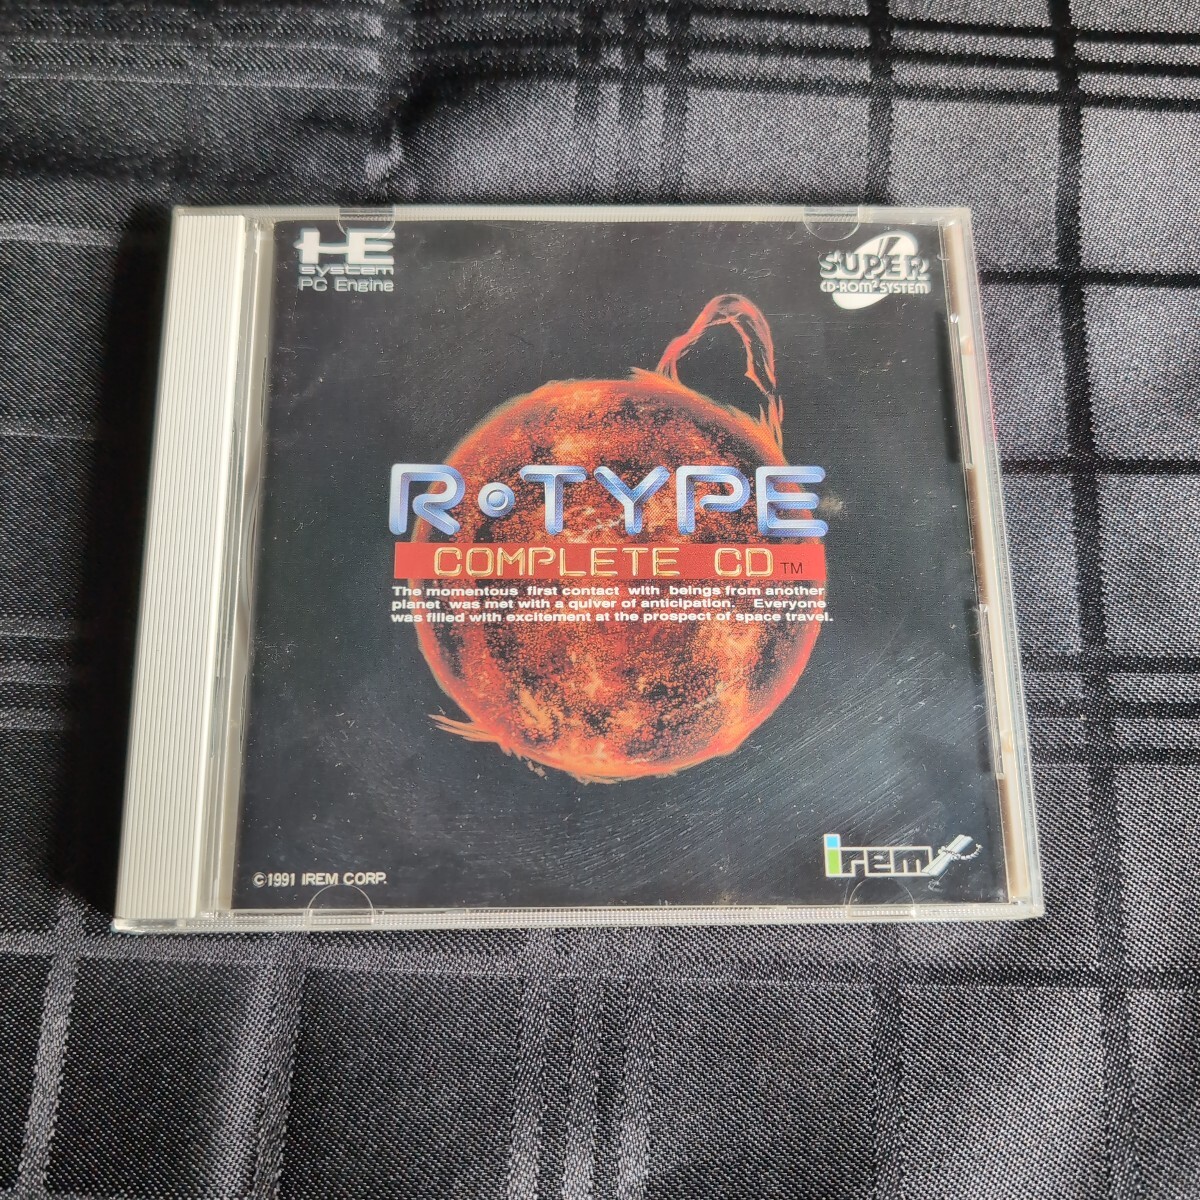 HE
system
PC Engine
SUPER
CD-ROM² SYSTEM
R•TYPE
COMPLETE CD TM
The momentous first contact with beings from another
planet was met with a quiver of anticipation. Everyone
was filled with excitement at the prospect of space travel.
irem
©1991 IREM CORP.